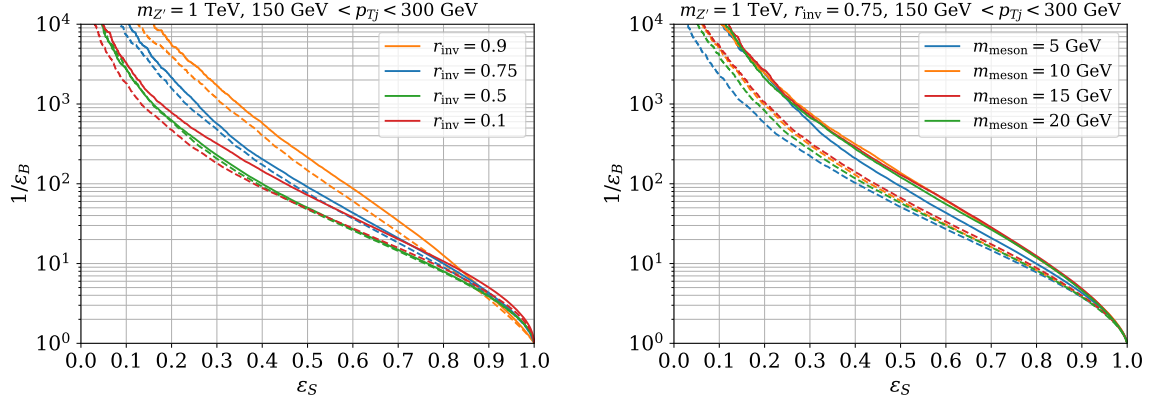 m_{Z'} = 1 TeV, 150 GeV < p_{Tj} < 300 GeV
10^4
10^3
10^2
10^1
10^0
1/ε_B
r_inv = 0.9
r_inv = 0.75
r_inv = 0.5
r_inv = 0.1
0.0 0.1 0.2 0.3 0.4 0.5 0.6 0.7 0.8 0.9 1.0
ε_S
m_{Z'} = 1 TeV, r_inv = 0.75, 150 GeV < p_{Tj} < 300 GeV
10^4
10^3
10^2
10^1
10^0
1/ε_B
m_meson = 5 GeV
m_meson = 10 GeV
m_meson = 15 GeV
m_meson = 20 GeV
0.0 0.1 0.2 0.3 0.4 0.5 0.6 0.7 0.8 0.9 1.0
ε_S